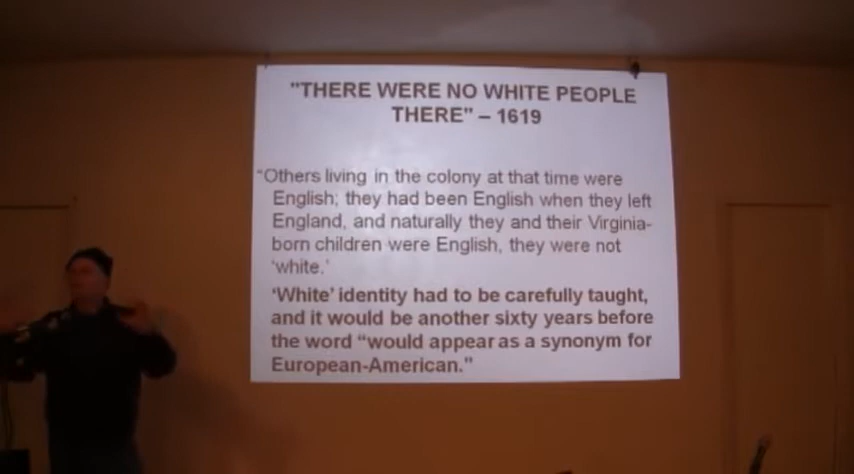 "THERE WERE NO WHITE PEOPLE
THERE" – 1619
"Others living in the colony at that time were
English; they had been English when they left
England, and naturally they and their Virginia-
born children were English, they were not
'white.'
'White' identity had to be carefully taught,
and it would be another sixty years before
the word "would appear as a synonym for
European-American."